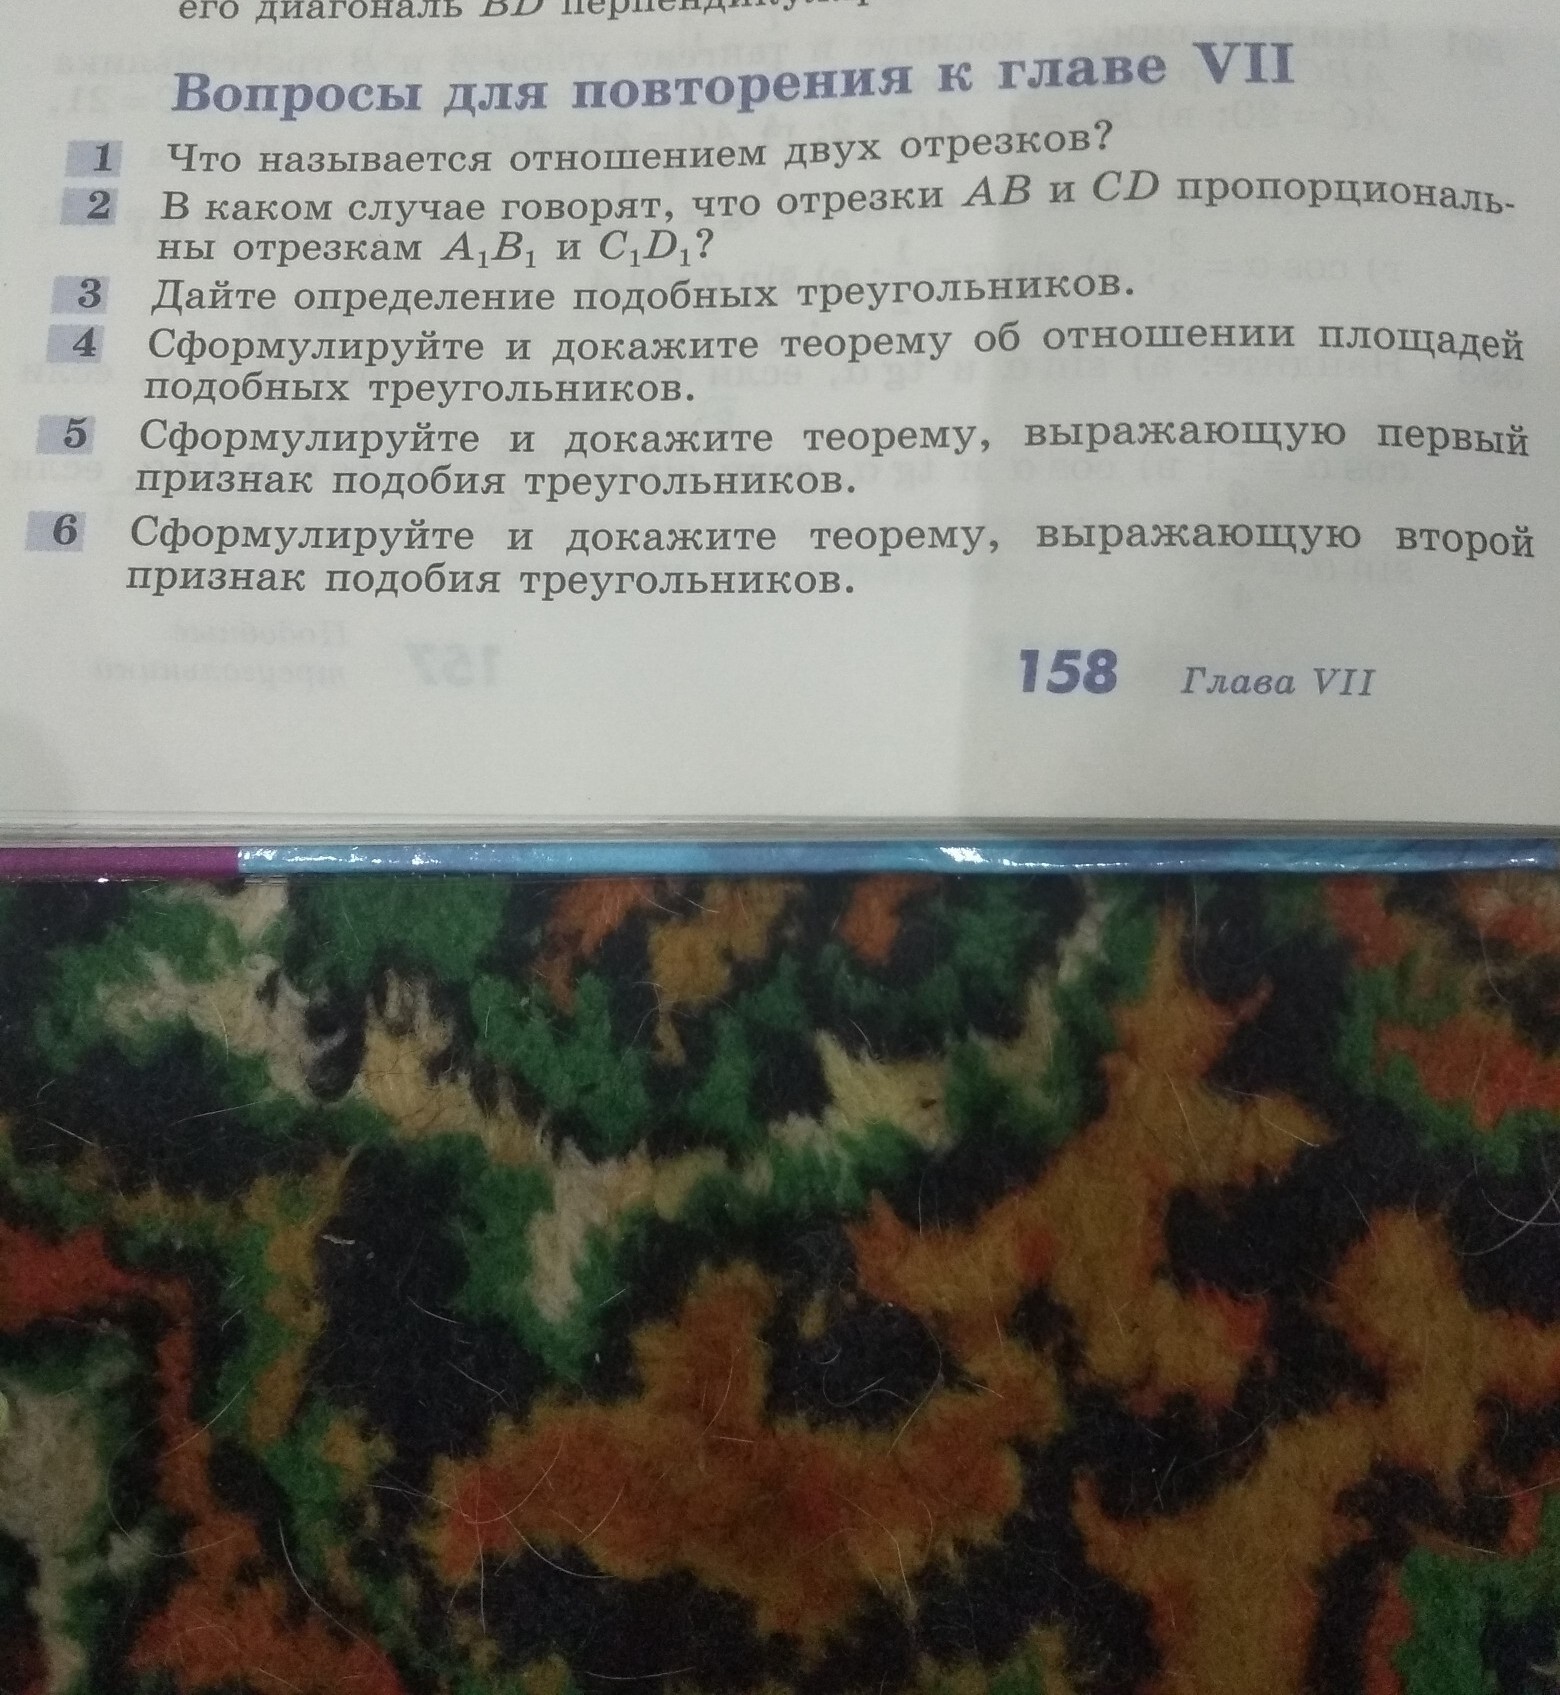 его диагональ BD
Вопросы для повторения к главе VII
1 Что называется отношением двух отрезков?
2 В каком случае говорят, что отрезки AB и CD пропорциональ-
ны отрезкам A₁B₁ и C₁D₁?
3 Дайте определение подобных треугольников.
4 Сформулируйте и докажите теорему об отношении площадей
подобных треугольников.
5 Сформулируйте и докажите теорему, выражающую первый
признак подобия треугольников.
6 Сформулируйте и докажите теорему, выражающую второй
признак подобия треугольников.
158 Глава VII